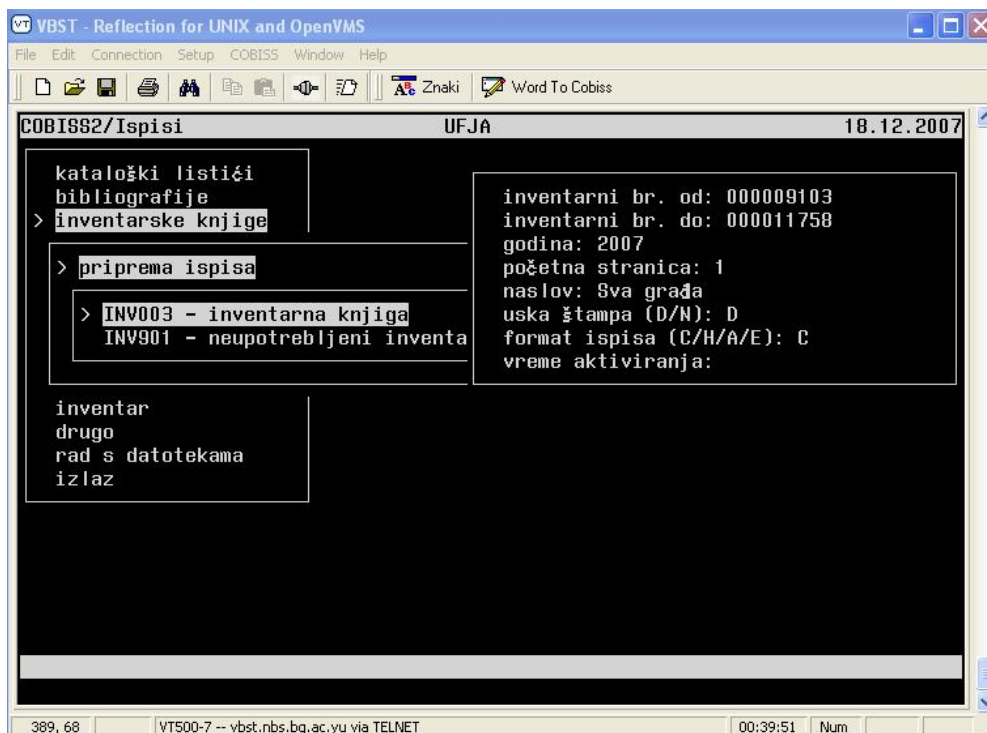 VT VBST - Reflection for UNIX and OpenVMS
File Edit Connection Setup COBISS Window Help
ABc Znaki Word To Cobiss
COBISS2/Ispisi UFJA 18.12.2007
kataloški listići
bibliografije
> inventarske knjige
> priprema ispisa
> INV003 - inventarna knjiga
INV901 - neupotrebljeni inventa
inventarni br. od: 000009103
inventarni br. do: 000011758
godina: 2007
početna stranica: 1
naslov: Sva građa
uska štampa (D/N): D
format ispisa (C/H/A/E): C
vreme aktiviranja:
inventar
drugo
rad s datotekama
izlaz
389, 68 VT500-7 -- vbst.nbs.bg.ac.yu via TELNET 00:39:51 Num